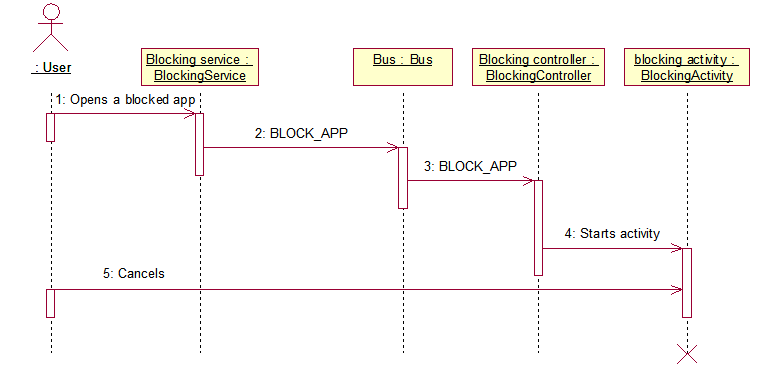 : User
Blocking service :
BlockingService
Bus : Bus
Blocking controller :
BlockingController
blocking activity :
BlockingActivity
1: Opens a blocked app
2: BLOCK_APP
3: BLOCK_APP
4: Starts activity
5: Cancels